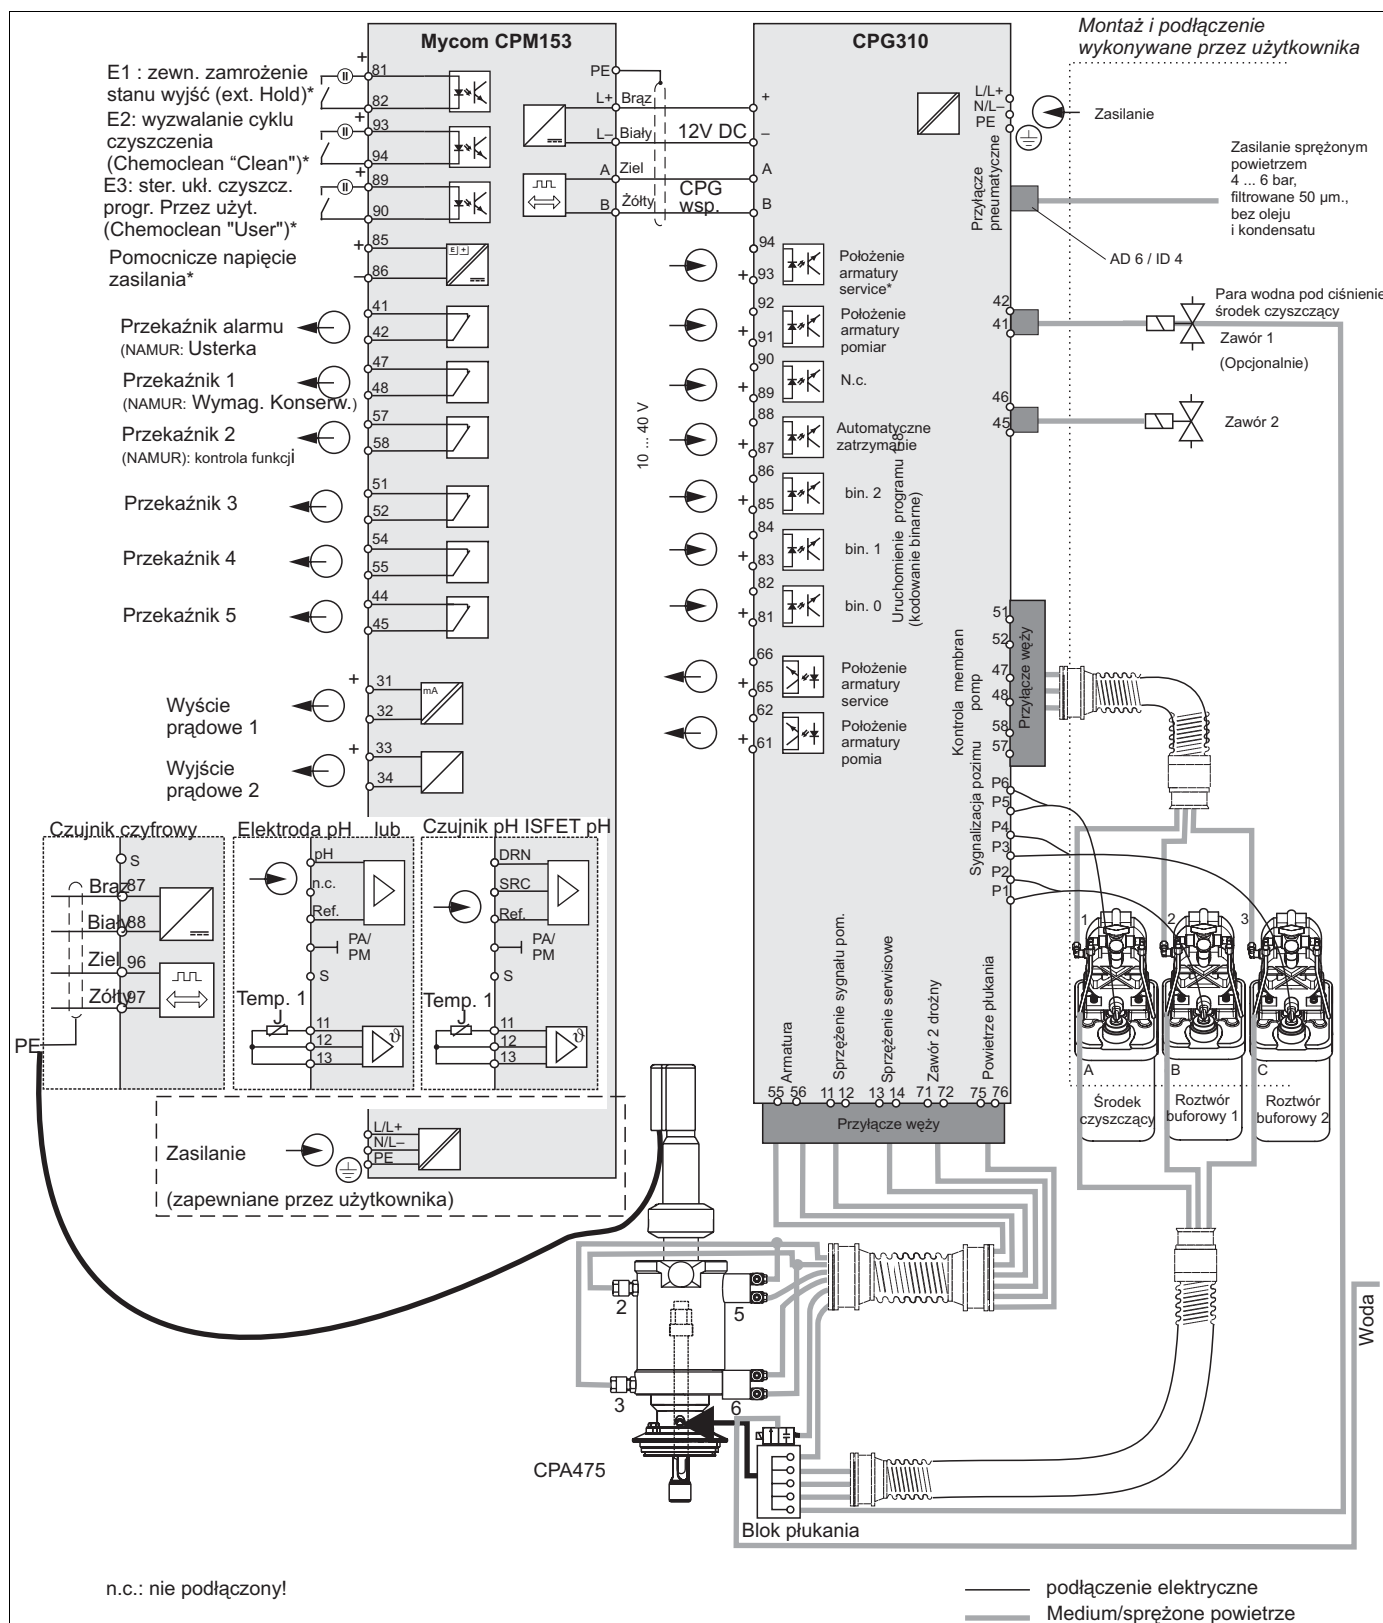 Mycom CPM153
CPG310
Montaż i podłączenie
wykonywane przez użytkownika
E1 : zewn. zamrożenie
stanu wyjść (ext. Hold)*
E2: wyzwalanie cyklu
czyszczenia
(Chemoclean “Clean")*
E3: ster. ukł. czyszcz.
progr. Przez użyt.
(Chemoclean "User")*
Pomocnicze napięcie
zasilania*
Przekaźnik alarmu
(NAMUR: Usterka
Przekaźnik 1
(NAMUR: Wymag. Konserw.)
Przekaźnik 2
(NAMUR): kontrola funkcji
Przekaźnik 3
Przekaźnik 4
Przekaźnik 5
Wyście
prądowe 1
Wyjście
prądowe 2
+
81
82
+
93
94
+
89
90
+
85
–
86
E +
41
42
47
48
57
58
51
52
54
55
44
45
+
31
32
mA
+
33
34
PE
L+ Brąz
L– Biały
12V DC
A Ziel
B Żółty
CPG
wsp.
+
–
A
B
10 ... 40 V
94
+ 93
Położenie
armatury
service*
92
+ 91
Położenie
armatury
pomiar
90
+ 89
N.c.
88
+ 87
Automatyczne
zatrzymanie
86
+ 85
bin. 2
84
+ 83
bin. 1
82
+ 81
bin. 0
Uruchomienie programu 1.8
(kodowanie binarne)
66
+ 65
Położenie
armatury
service
62
+ 61
Położenie
armatury
pomia
L/L+
N/L–
PE
Zasilanie
Przyłącze
pneumatyczne
Zasilanie sprężonym
powietrzem
4 ... 6 bar,
filtrowane 50 µm.,
bez oleju
i kondensatu
AD 6 / ID 4
42
41
Para wodna pod ciśnienie
środek czyszczący
Zawór 1
(Opcjonalnie)
46
45
Zawór 2
51
52
47
48
58
57
Przyłącze węży
Kontrola membran
pomp
Sygnalizacja pozimu
P6
P5
P4
P3
P2
P1
1
2
3
A
B
C
Środek
czyszczący
Roztwór
buforowy 1
Roztwór
buforowy 2
Armatura
Sprzężenie sygnału pom.
Sprzężenie serwisowe
Zawór 2 drożny
Powietrze płukania
55 56 11 12 13 14 71 72 75 76
Przyłącze węży
Czujnik czyfrowy
S
Braz 87
Biały 88
Ziel 96
Żółty 97
PE
Elektroda pH lub
pH
n.c.
Ref.
PA/
PM
S
Temp. 1
11
12
13
ϑ
Czujnik pH ISFET pH
DRN
SRC
Ref.
PA/
PM
S
Temp. 1
11
12
13
ϑ
Zasilanie
L/L+
N/L–
PE
(zapewniane przez użytkownika)
2
5
3
6
CPA475
Blok płukania
Woda
n.c.: nie podłączony!
podłączenie elektryczne
Medium/sprężone powietrze